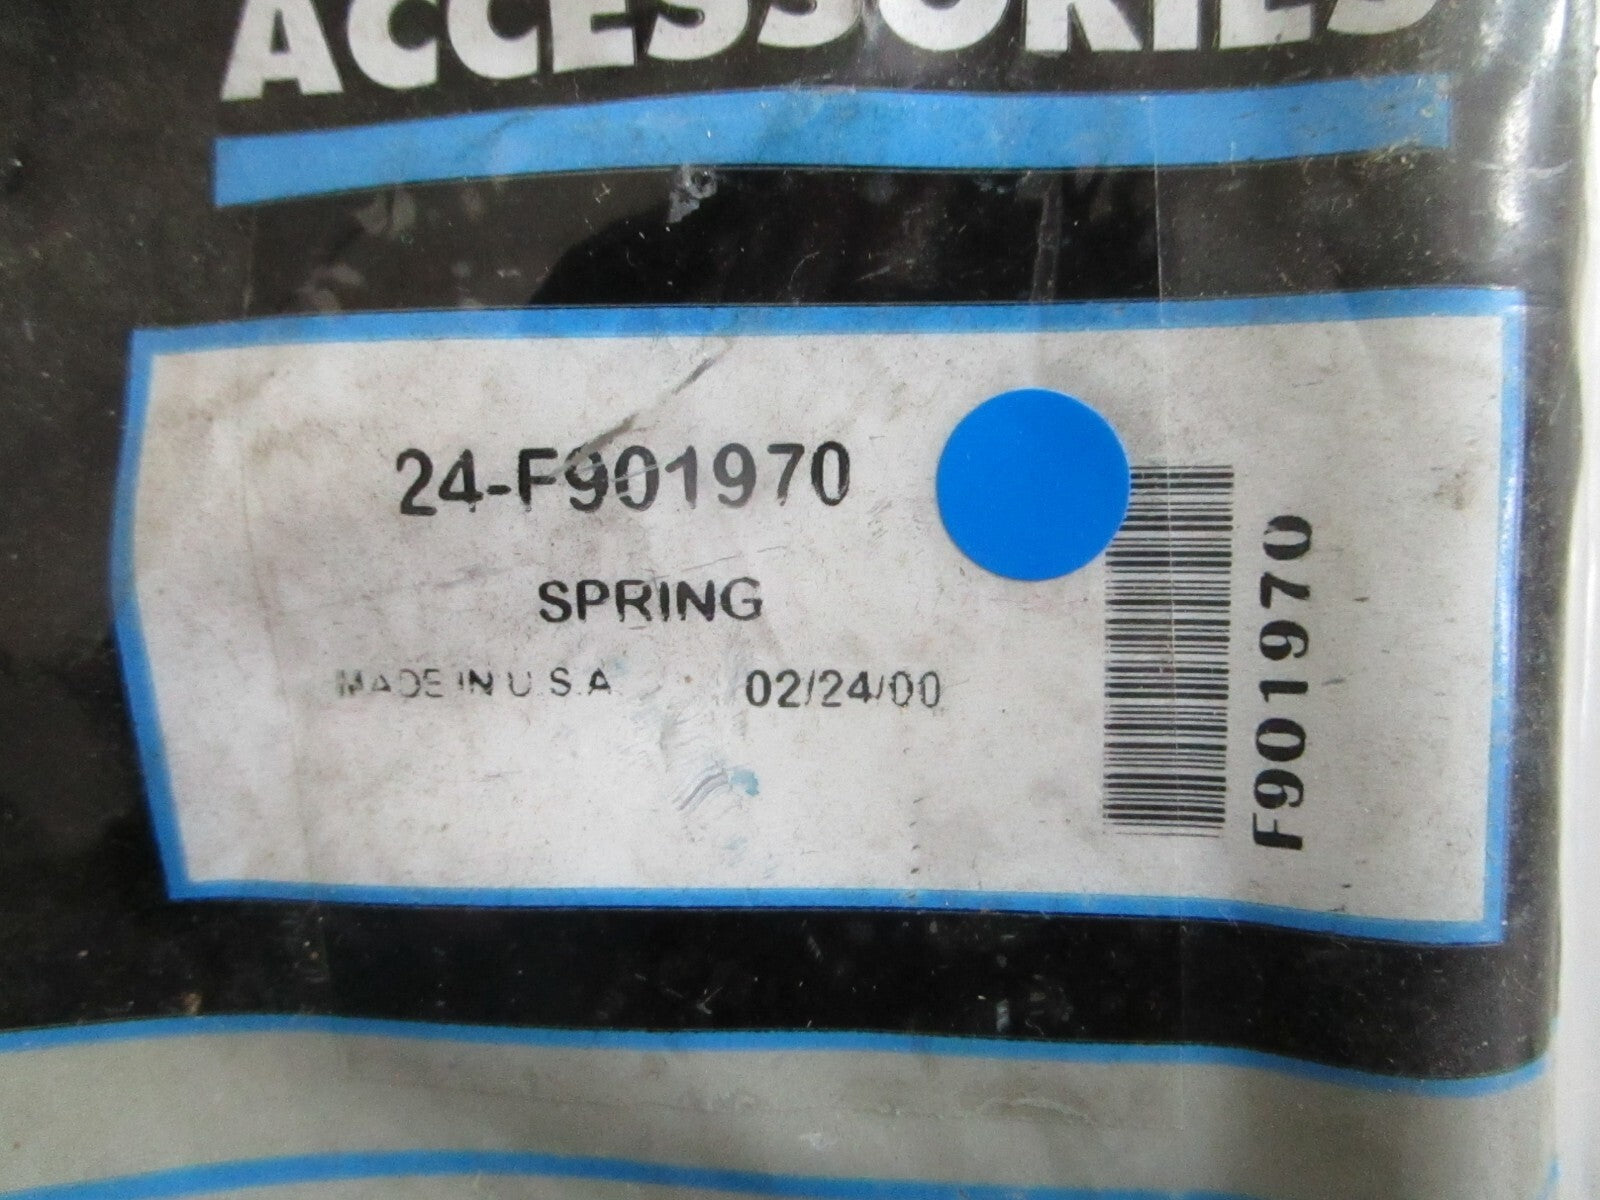 ACCESSORIES
24-F901970
SPRING
MADE IN U.S.A. 02/24/00
F901970